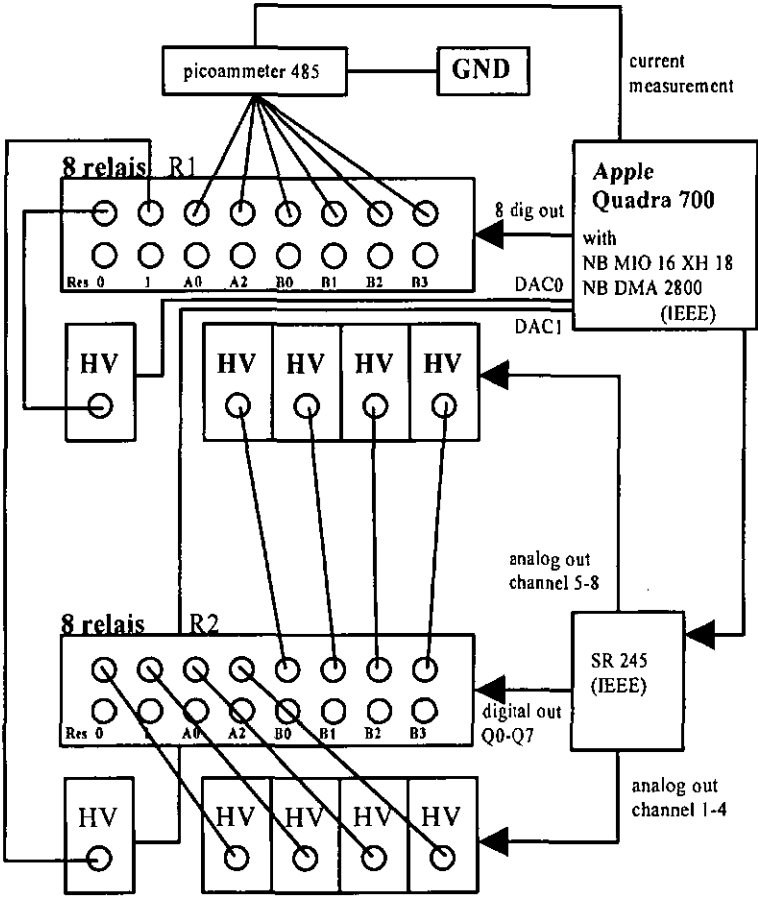 picoammeter 485
GND
current
measurement
8 relais R1
Apple
Quadra 700
with
NB MIO 16 XH 18
NB DMA 2800
(IEEE)
8 dig out
Res 0 1 A0 A2 B0 B1 B2 B3
DAC0
DAC1
HV
HV HV HV HV
analog out
channel 5-8
8 relais R2
SR 245
(IEEE)
digital out
Q0-Q7
Res 0 1 A0 A2 B0 B1 B2 B3
analog out
channel 1-4
HV
HV HV HV HV